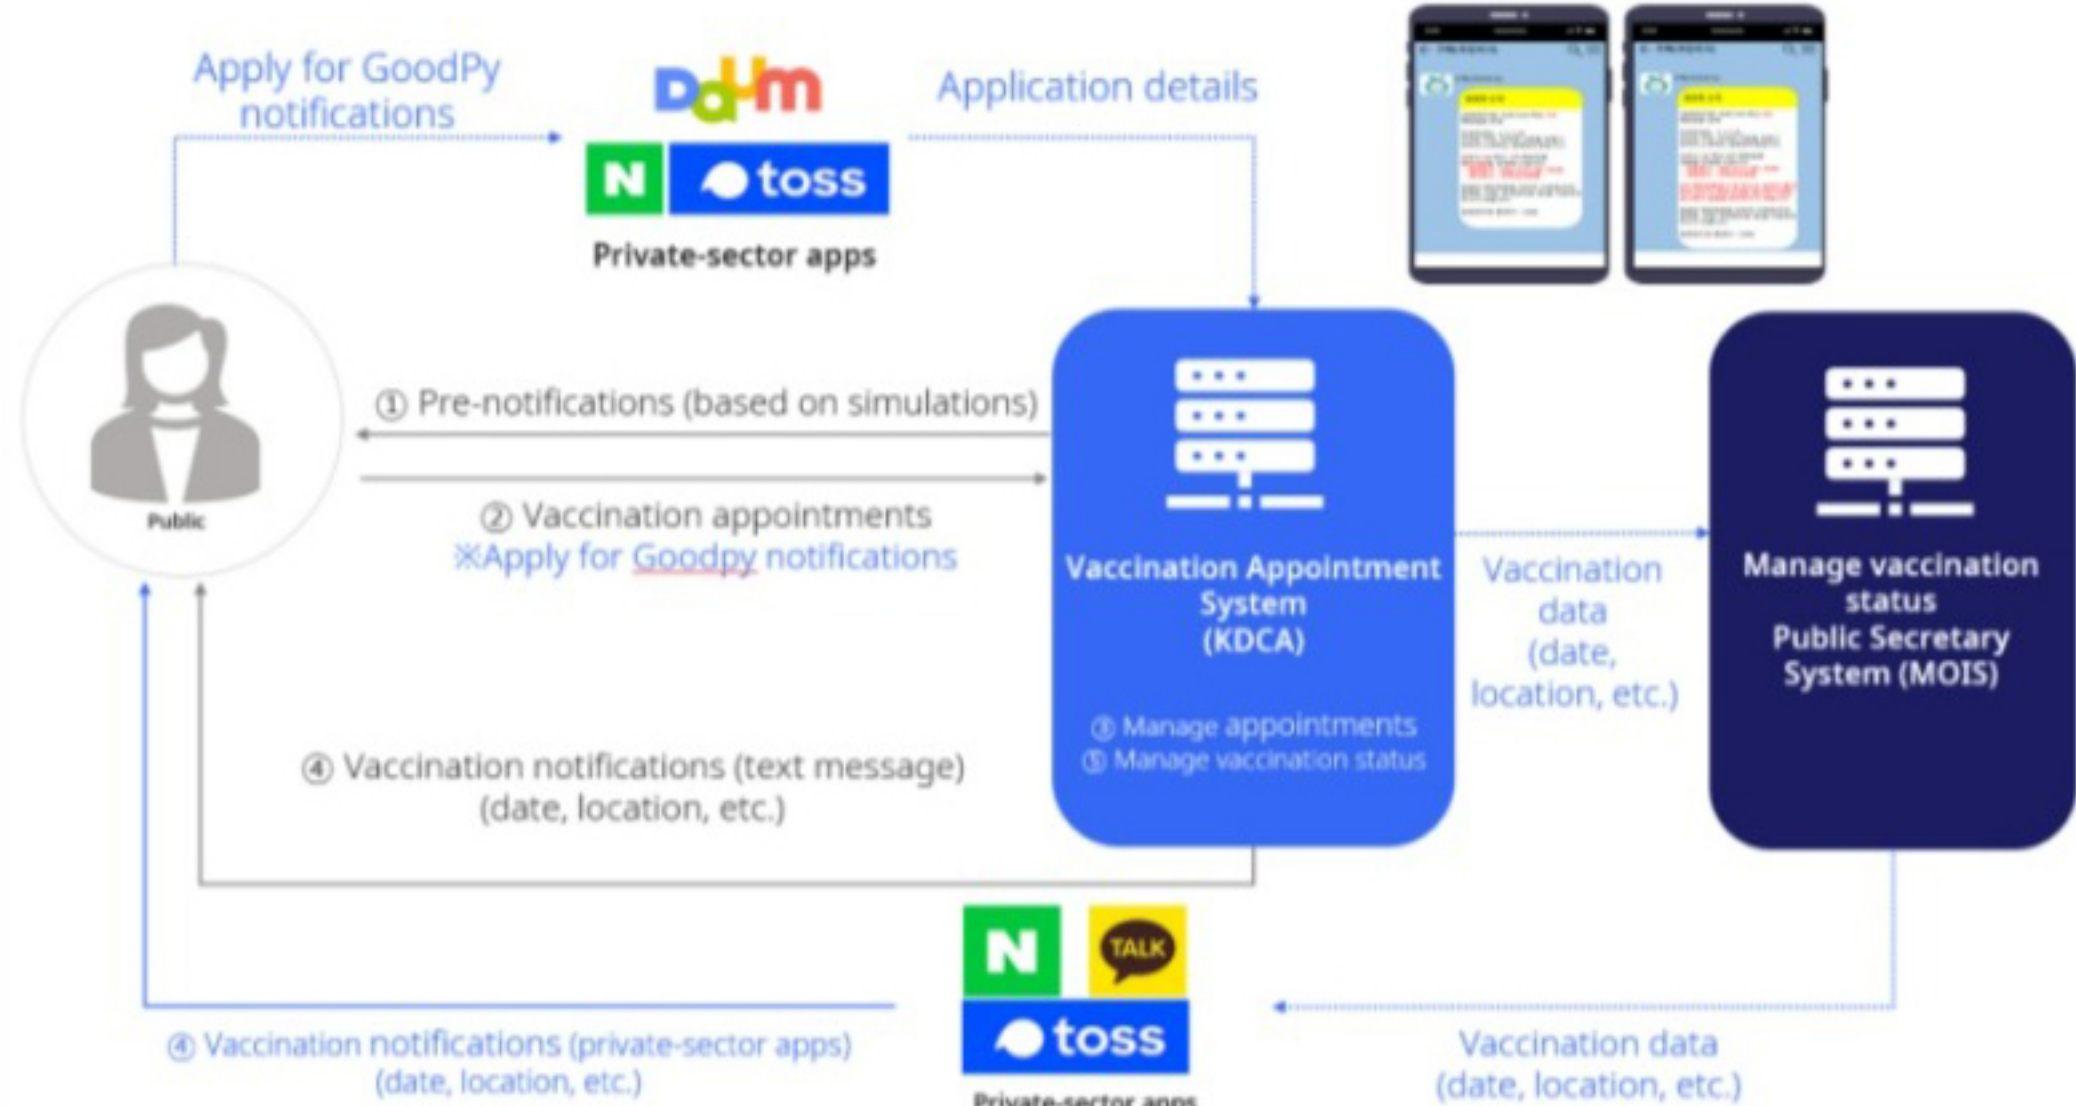 Apply for GoodPy
notifications
Daum
Application details
N
toss
Private-sector apps
① Pre-notifications (based on simulations)
Public
② Vaccination appointments
※Apply for Goodpy notifications
Vaccination Appointment
System
(KDCA)
③ Manage appointments
⑤ Manage vaccination status
Vaccination
data
(date,
location, etc.)
Manage vaccination
status
Public Secretary
System (MOIS)
④ Vaccination notifications (text message)
(date, location, etc.)
N
TALK
toss
Private-sector apps
④ Vaccination notifications (private-sector apps)
(date, location, etc.)
Vaccination data
(date, location, etc.)